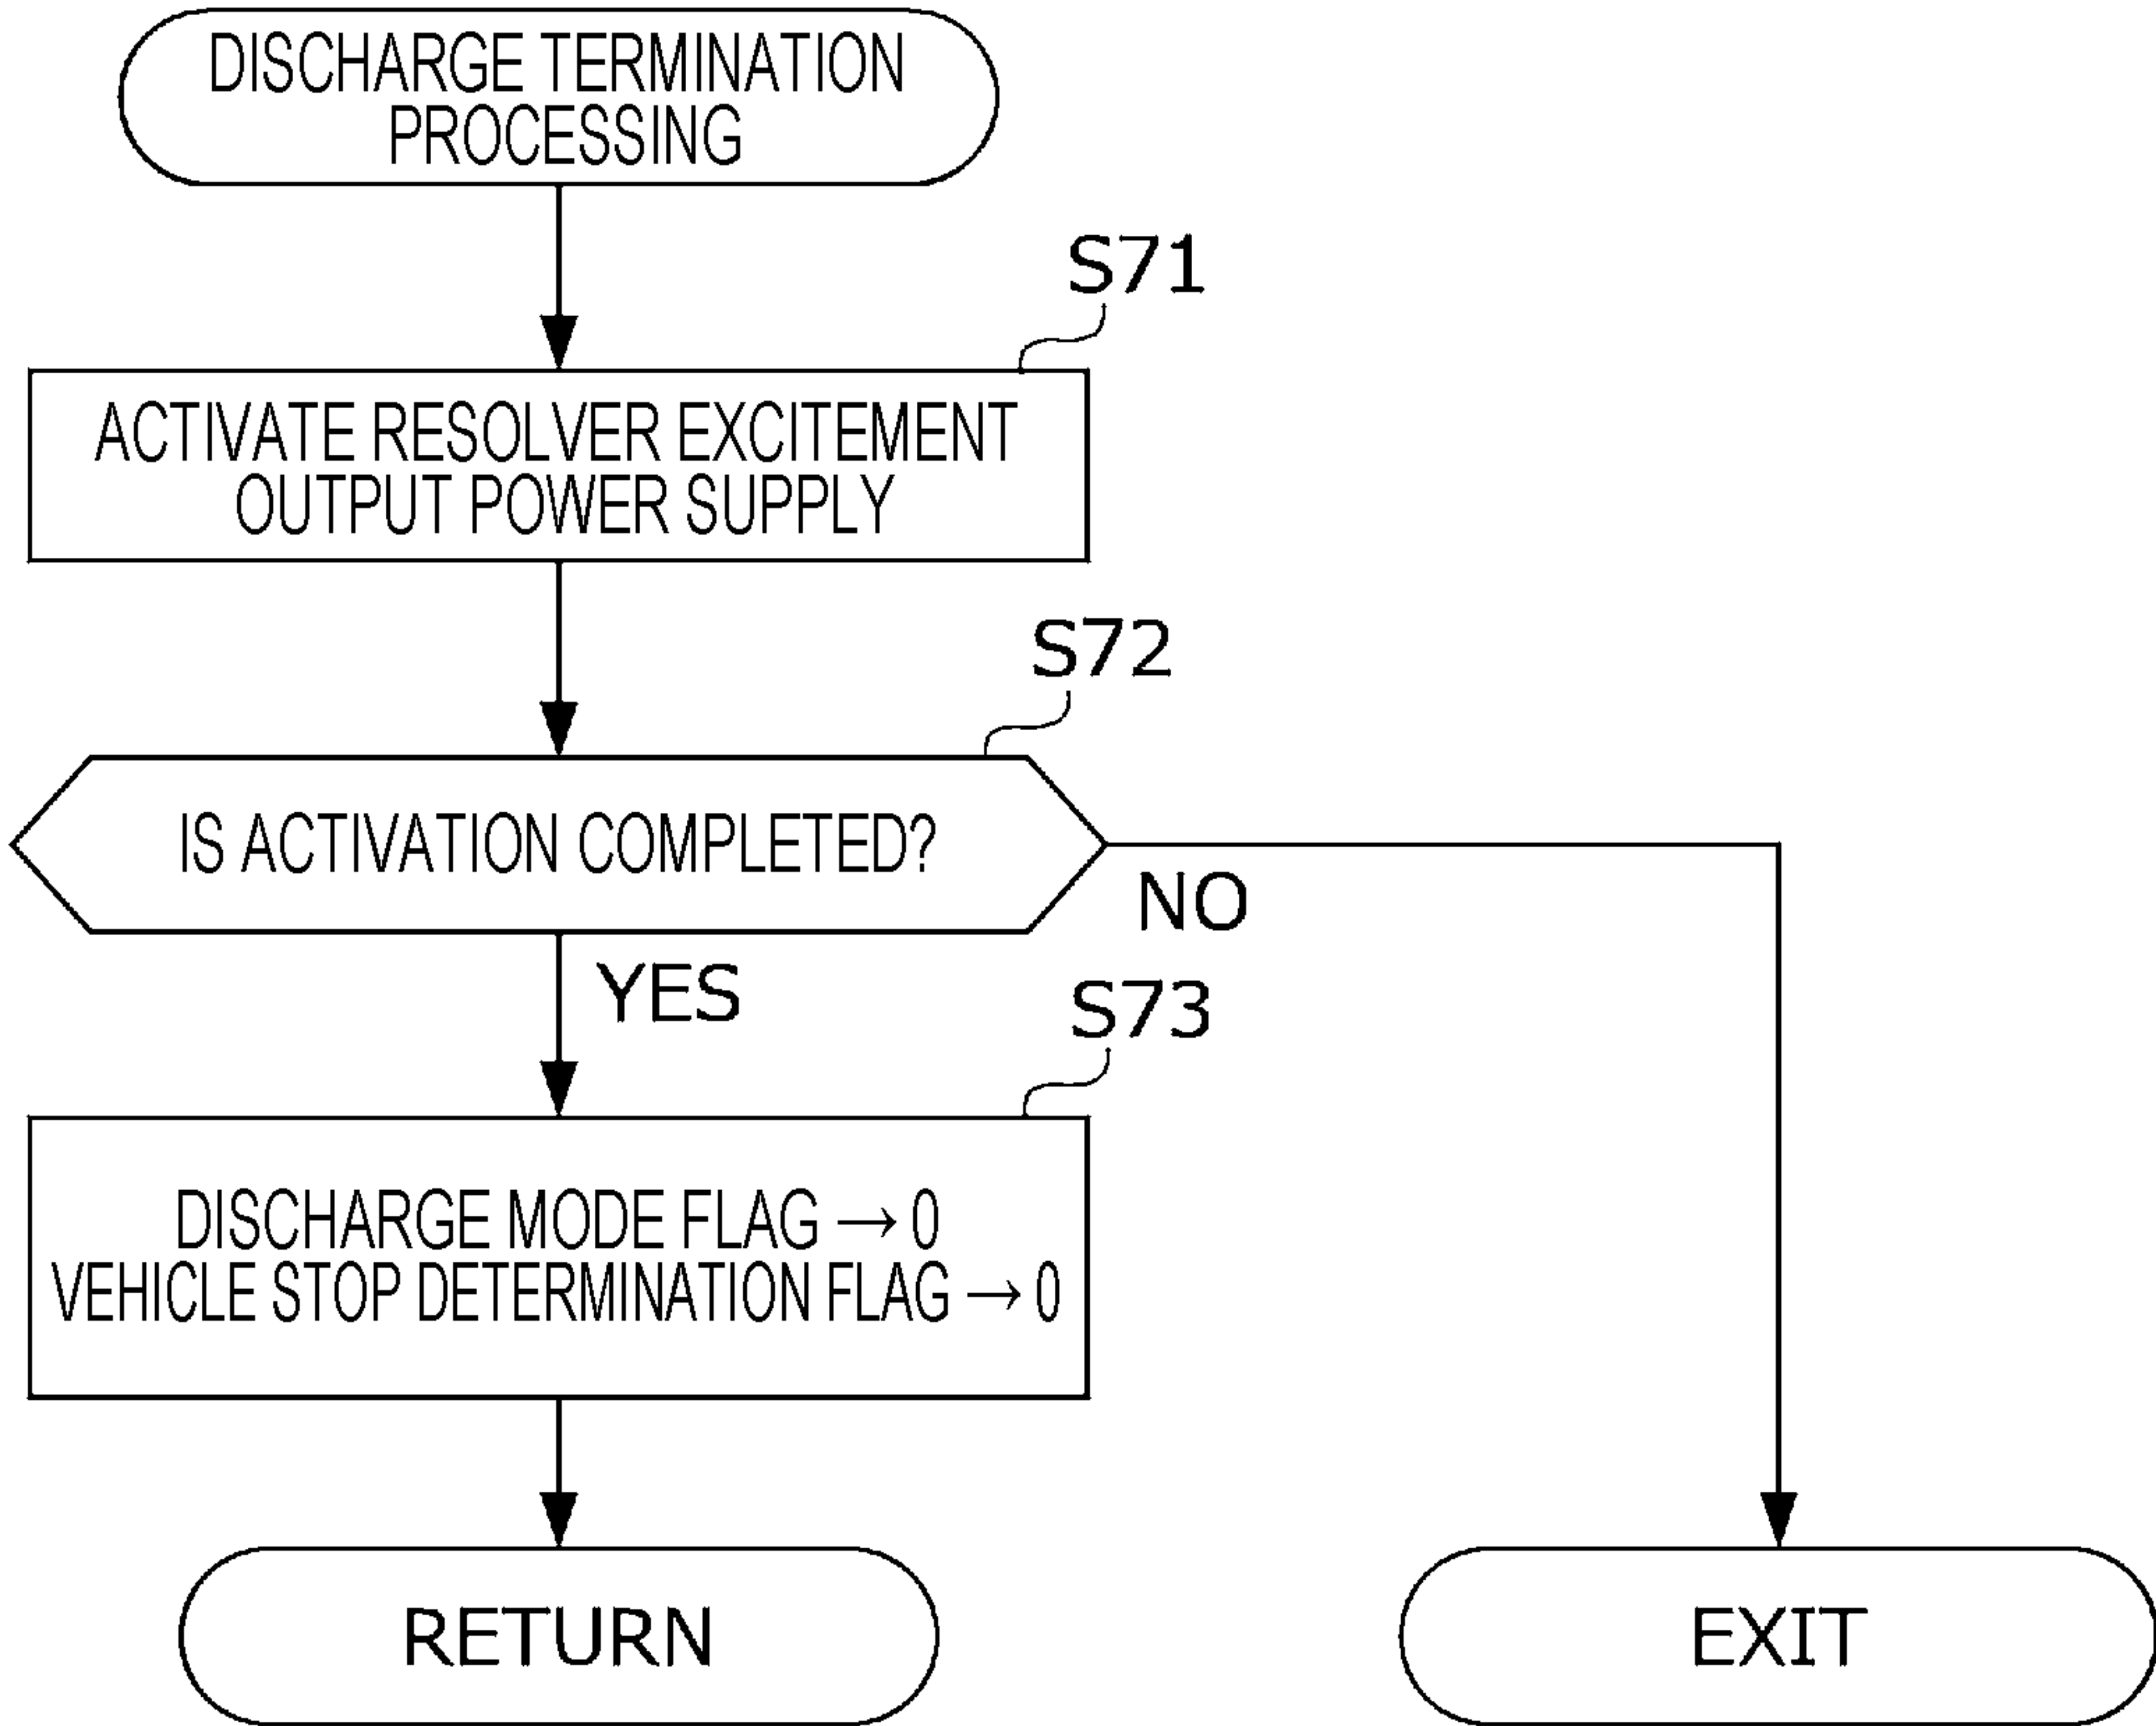 DISCHARGE TERMINATION
PROCESSING
S71
ACTIVATE RESOLVER EXCITEMENT
OUTPUT POWER SUPPLY
S72
IS ACTIVATION COMPLETED?
NO
YES
S73
DISCHARGE MODE FLAG → 0
VEHICLE STOP DETERMINATION FLAG → 0
RETURN
EXIT